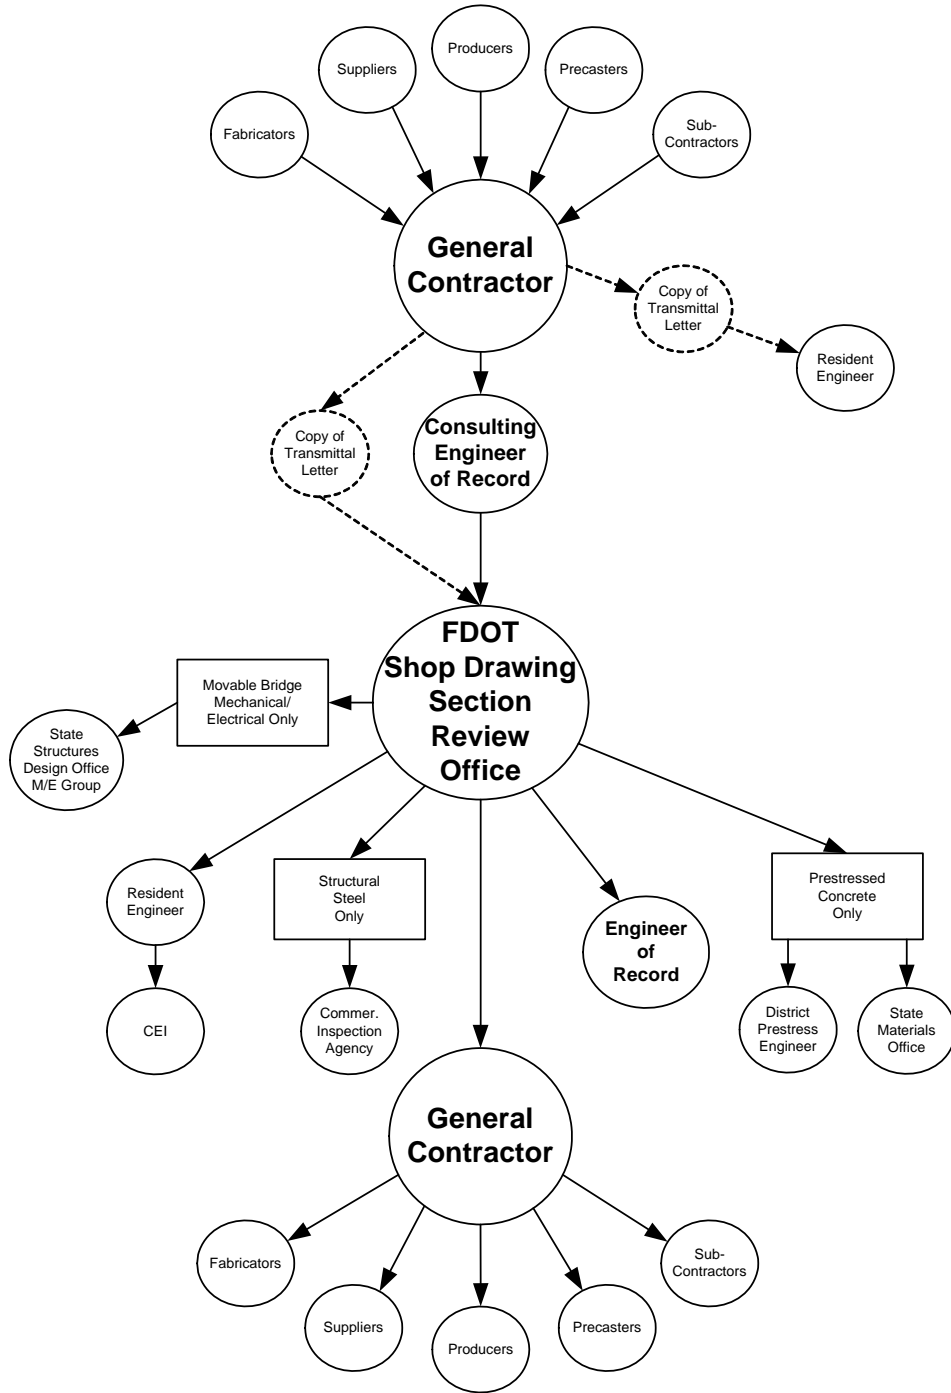 Producers
Suppliers
Precasters
Fabricators
Sub-
Contractors
General
Contractor
Copy of
Transmittal
Letter
Resident
Engineer
Copy of
Transmittal
Letter
Consulting
Engineer
of Record
FDOT
Shop Drawing
Section
Review
Office
Movable Bridge
Mechanical/
Electrical Only
State
Structures
Design Office
M/E Group
Resident
Engineer
Structural
Steel
Only
Engineer
of
Record
Prestressed
Concrete
Only
CEI
Commer.
Inspection
Agency
District
Prestress
Engineer
State
Materials
Office
General
Contractor
Fabricators
Sub-
Contractors
Suppliers
Precasters
Producers